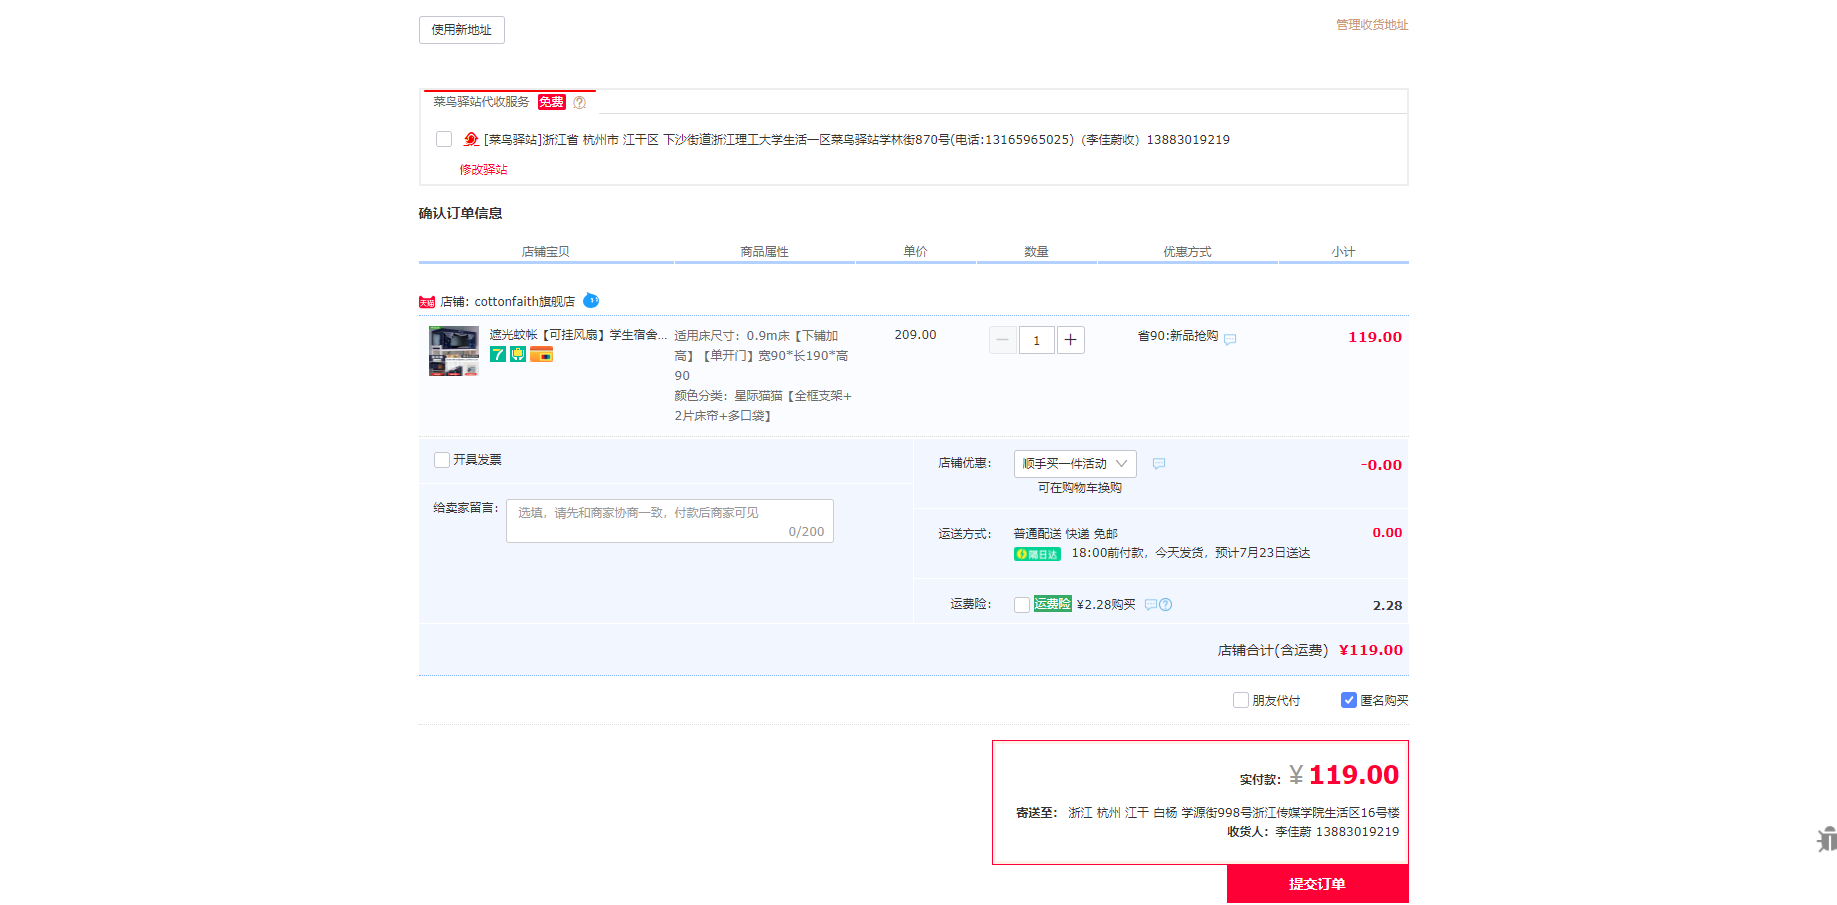 使用新地址
管理收货地址
菜鸟驿站代收服务 免费
[菜鸟驿站]浙江省 杭州市 江干区 下沙街道浙江理工大学生活一区菜鸟驿站学林街870号(电话:13165965025)（李佳蔚收）13883019219
修改驿站
确认订单信息
店铺宝贝 商品属性 单价 数量 优惠方式 小计
天猫 店铺：cottonfaith旗舰店
遮光蚊帐【可挂风扇】学生宿舍...
7
适用床尺寸：0.9m床【下铺加
高】【单开门】宽90*长190*高
90
颜色分类：星际猫猫【全框支架+
2片床帘+多口袋】
209.00
1
省90:新品抢购
119.00
开具发票
给卖家留言：
选填，请先和商家协商一致，付款后商家可见
0/200
店铺优惠： 顺手买一件活动 -0.00
可在购物车换购
运送方式： 普通配送 快递 免邮 0.00
隔日达 18:00前付款，今天发货，预计7月23日送达
运费险： 运费险 ¥2.28购买 2.28
店铺合计(含运费) ¥119.00
朋友代付 匿名购买
实付款：¥119.00
寄送至： 浙江 杭州 江干 白杨 学源街998号浙江传媒学院生活区16号楼
收货人：李佳蔚 13883019219
提交订单